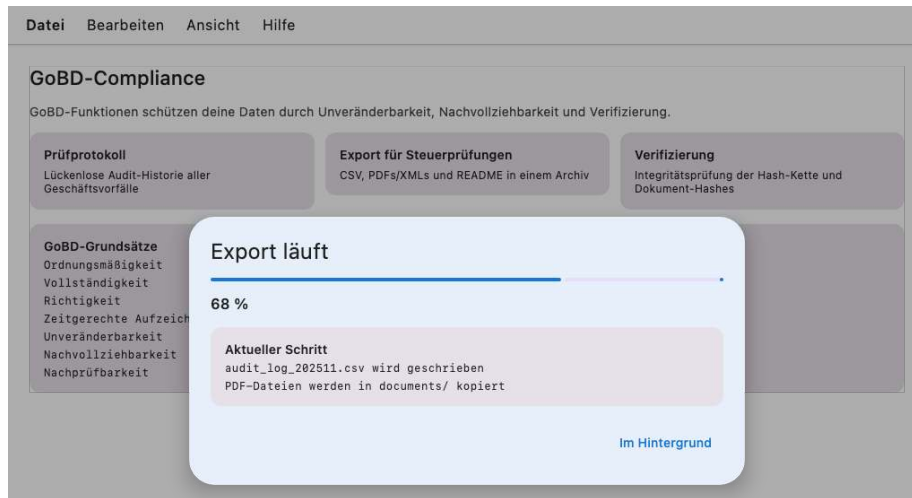 Datei Bearbeiten Ansicht Hilfe
GoBD-Compliance
GoBD-Funktionen schützen deine Daten durch Unveränderbarkeit, Nachvollziehbarkeit und Verifizierung.
Prüfprotokoll
Lückenlose Audit-Historie aller
Geschäftsvorfälle
Export für Steuerprüfungen
CSV, PDFs/XMLs und README in einem Archiv
Verifizierung
Integritätsprüfung der Hash-Kette und
Dokument-Hashes
GoBD-Grundsätze
Ordnungsmäßigkeit
Vollständigkeit
Richtigkeit
Zeitgerechte Aufzeich
Unveränderbarkeit
Nachvollziehbarkeit
Nachprüfbarkeit
Export läuft
68 %
Aktueller Schritt
audit_log_202511.csv wird geschrieben
PDF-Dateien werden in documents/ kopiert
Im Hintergrund